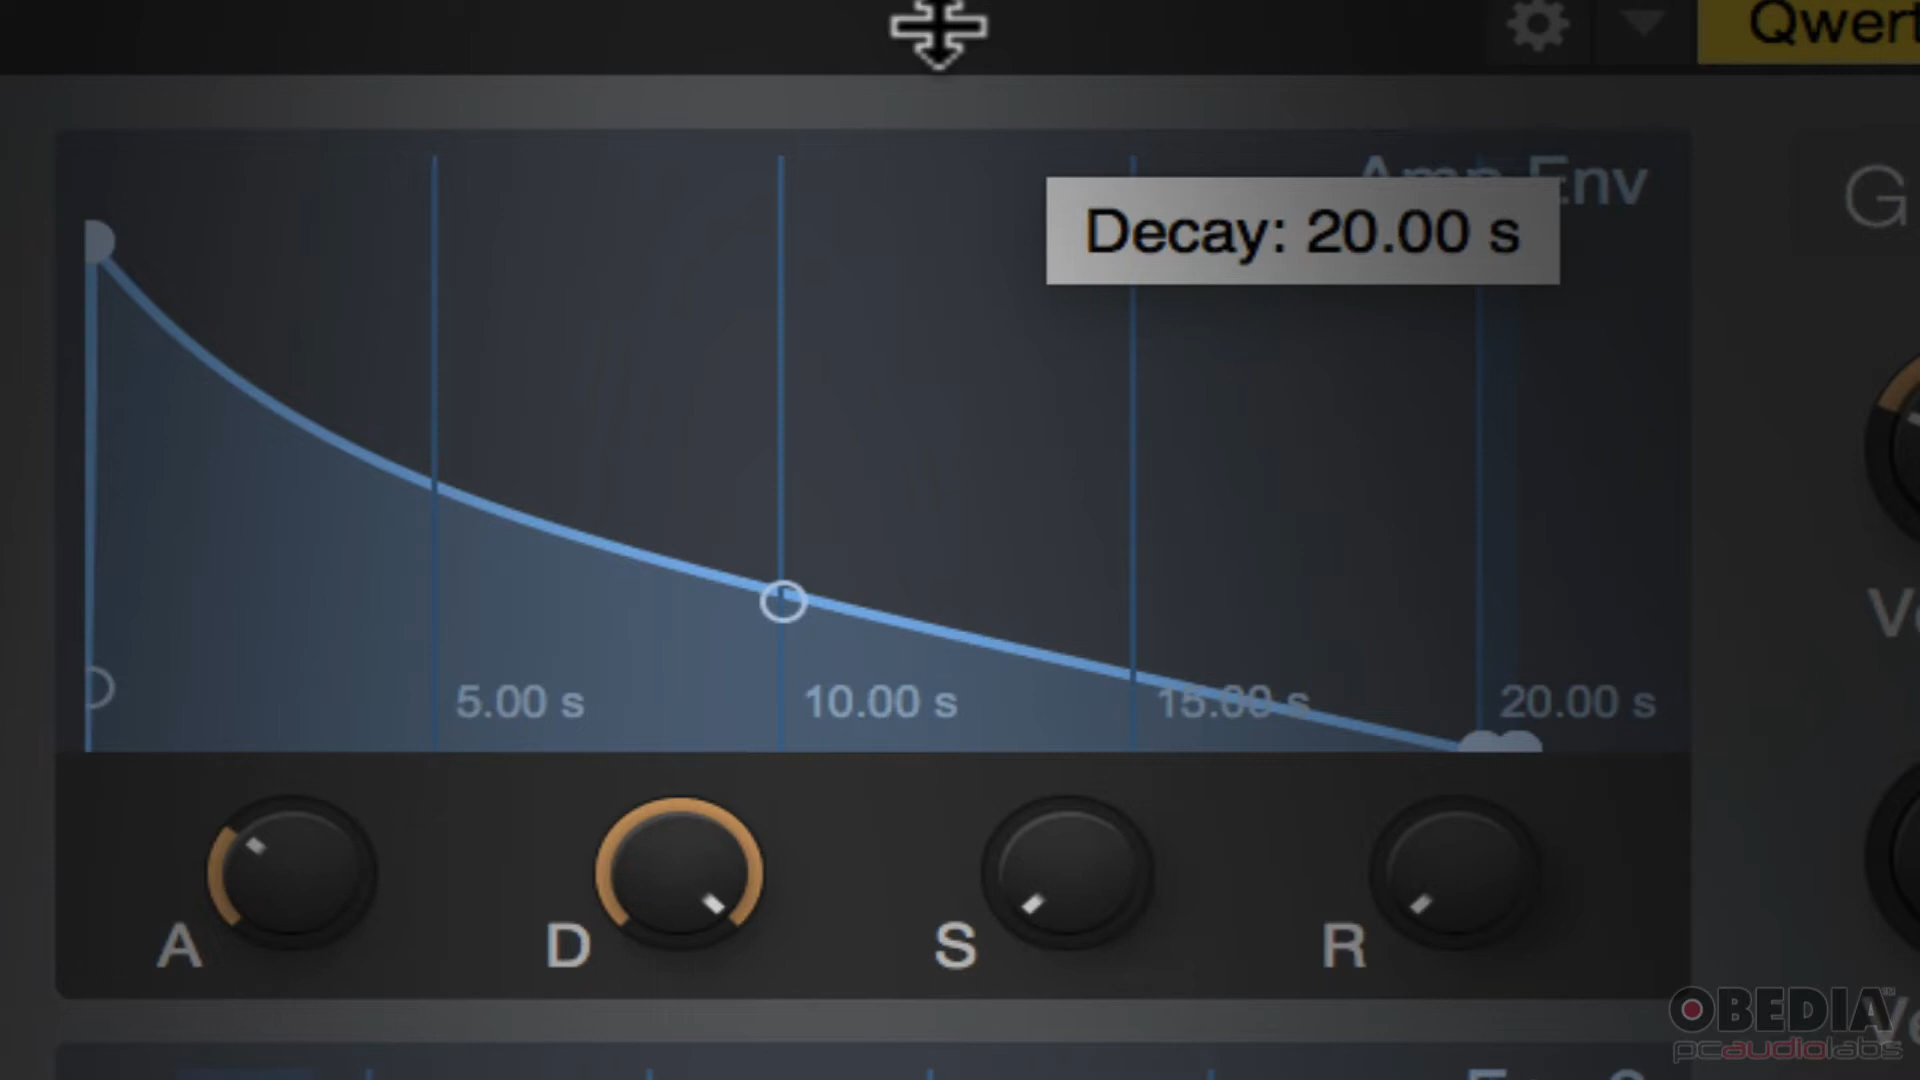 Qwert
Amp Env
Decay: 20.00 s
G
5.00 s
10.00 s
15.00 s
20.00 s
A
D
S
R
OBEDIA
pcaudiolabs